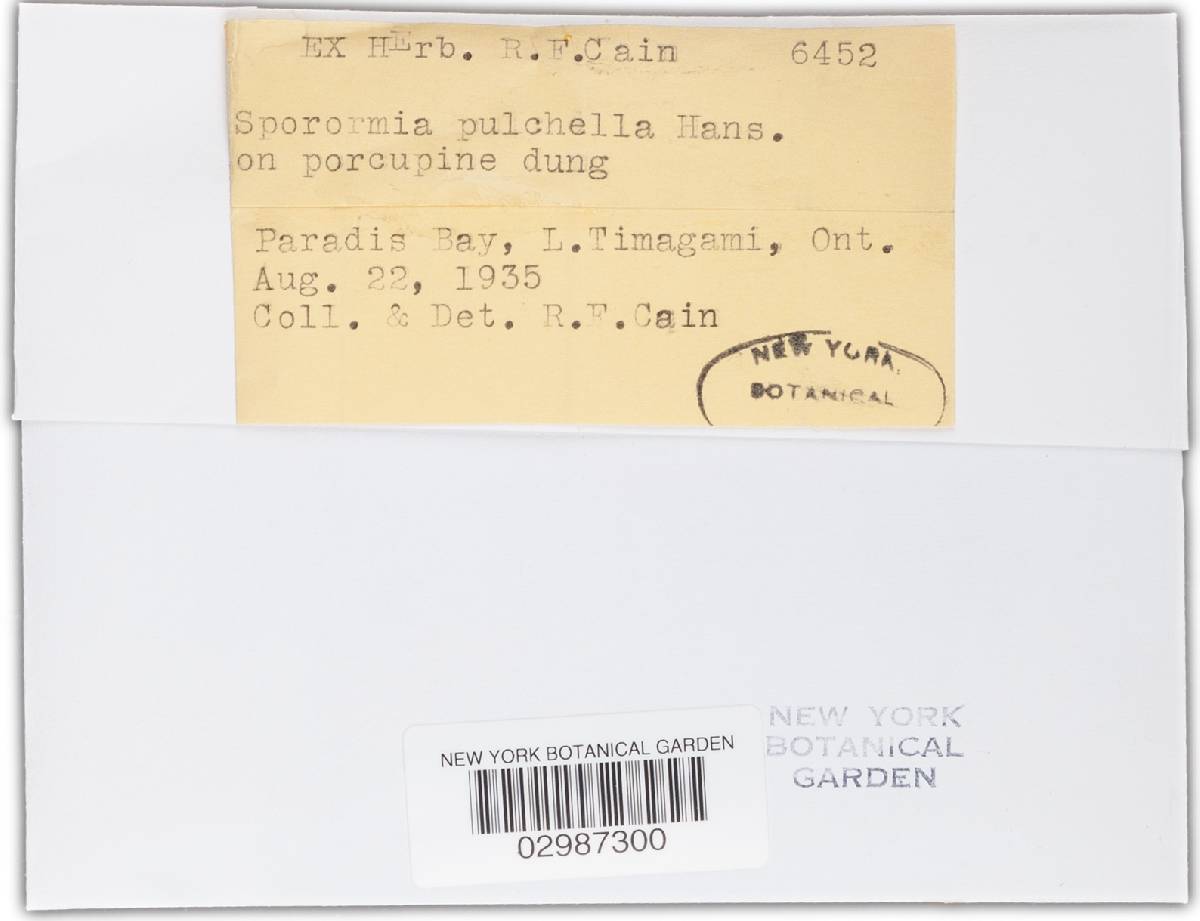 EX HErb. R.F.Cain 6452
Sporormia pulchella Hans.
on porcupine dung
Paradis Bay, L.Timagami, Ont.
Aug. 22, 1935
Coll. & Det. R.F.Cain
NEW YORK
BOTANICAL
NEW YORK BOTANICAL GARDEN
02987300
NEW YORK
BOTANICAL
GARDEN